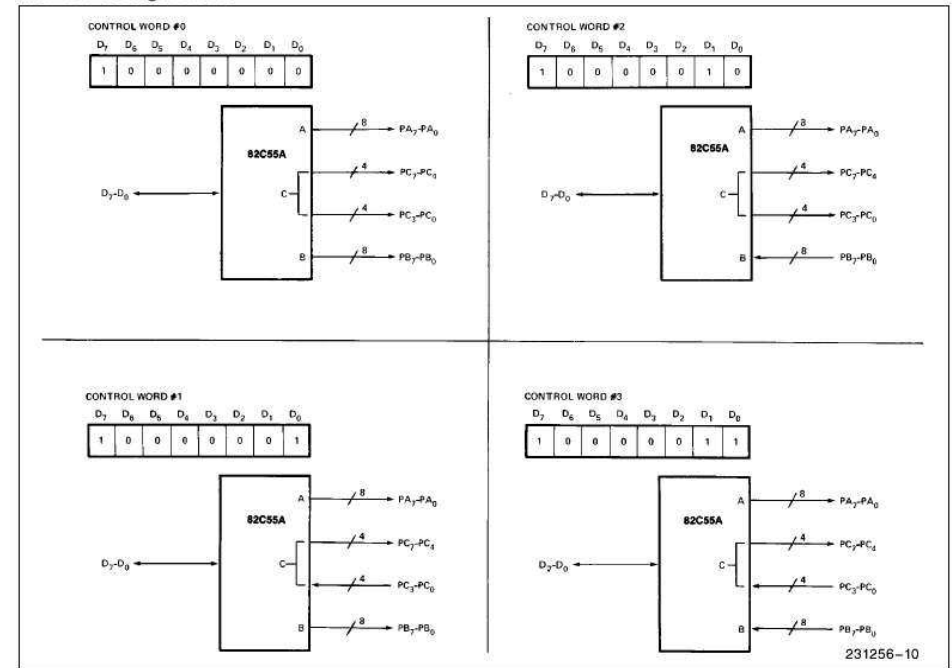 CONTROL WORD #0
D7 D6 D5 D4 D3 D2 D1 D0
1 0 0 0 0 0 0 0
82C55A
A
8
PA7-PA0
4
PC7-PC4
D7-D0
C
4
PC3-PC0
B
8
PB7-PB0
CONTROL WORD #2
D7 D6 D5 D4 D3 D2 D1 D0
1 0 0 0 0 0 1 0
82C55A
A
8
PA7-PA0
4
PC7-PC4
D7-D0
C
4
PC3-PC0
B
8
PB7-PB0
CONTROL WORD #1
D7 D6 D5 D4 D3 D2 D1 D0
1 0 0 0 0 0 0 1
82C55A
A
8
PA7-PA0
4
PC7-PC4
D7-D0
C
4
PC3-PC0
B
8
PB7-PB0
CONTROL WORD #3
D7 D6 D5 D4 D3 D2 D1 D0
1 0 0 0 0 0 1 1
82C55A
A
8
PA7-PA0
4
PC7-PC4
D7-D0
C
4
PC3-PC0
B
8
PB7-PB0
231256-10